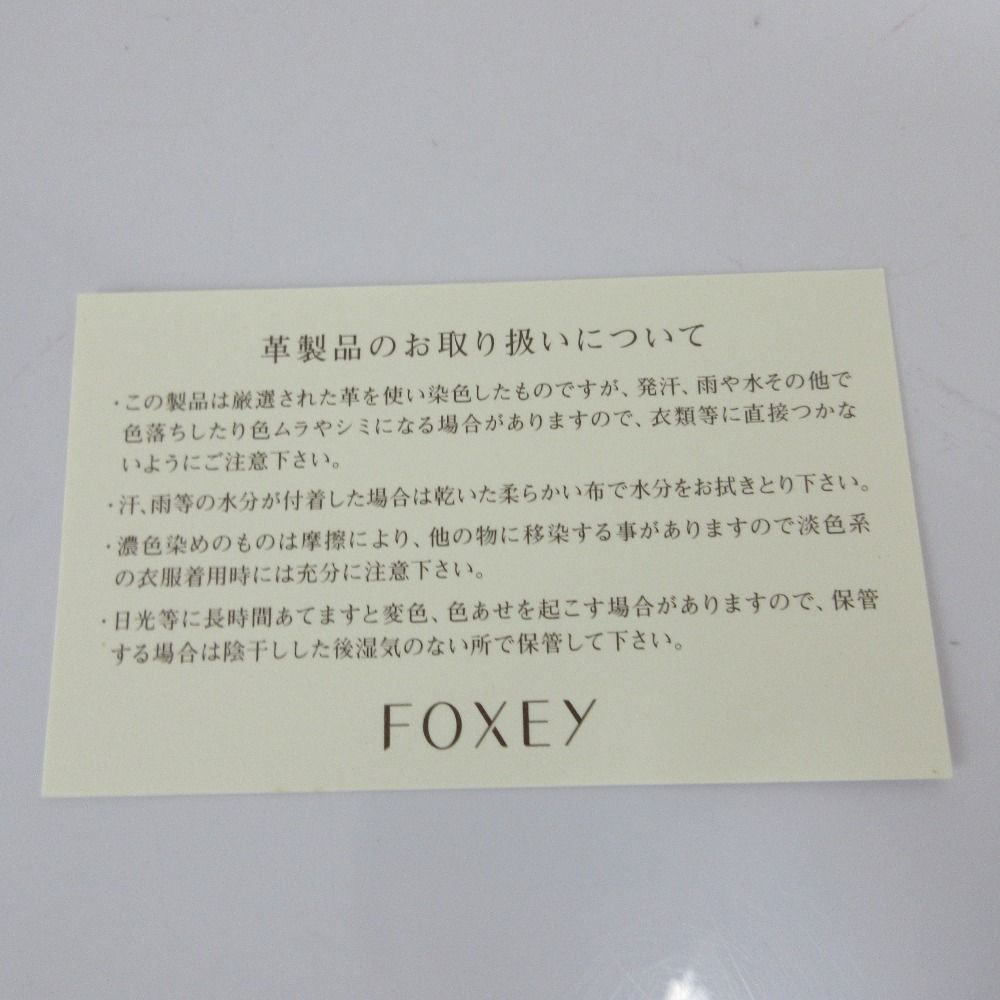 革製品のお取り扱いについて
・この製品は厳選された革を使い染色したものですが、発汗、雨や水その他で
色落ちしたり色ムラやシミになる場合がありますので、衣類等に直接つかな
いようにご注意下さい。
・汗、雨等の水分が付着した場合は乾いた柔らかい布で水分をお拭きとり下さい。
・濃色染めのものは摩擦により、他の物に移染する事がありますので淡色系
の衣服着用時には充分に注意下さい。
・日光等に長時間あてますと変色、色あせを起こす場合がありますので、保管
する場合は陰干しした後湿気のない所で保管して下さい。
FOXEY